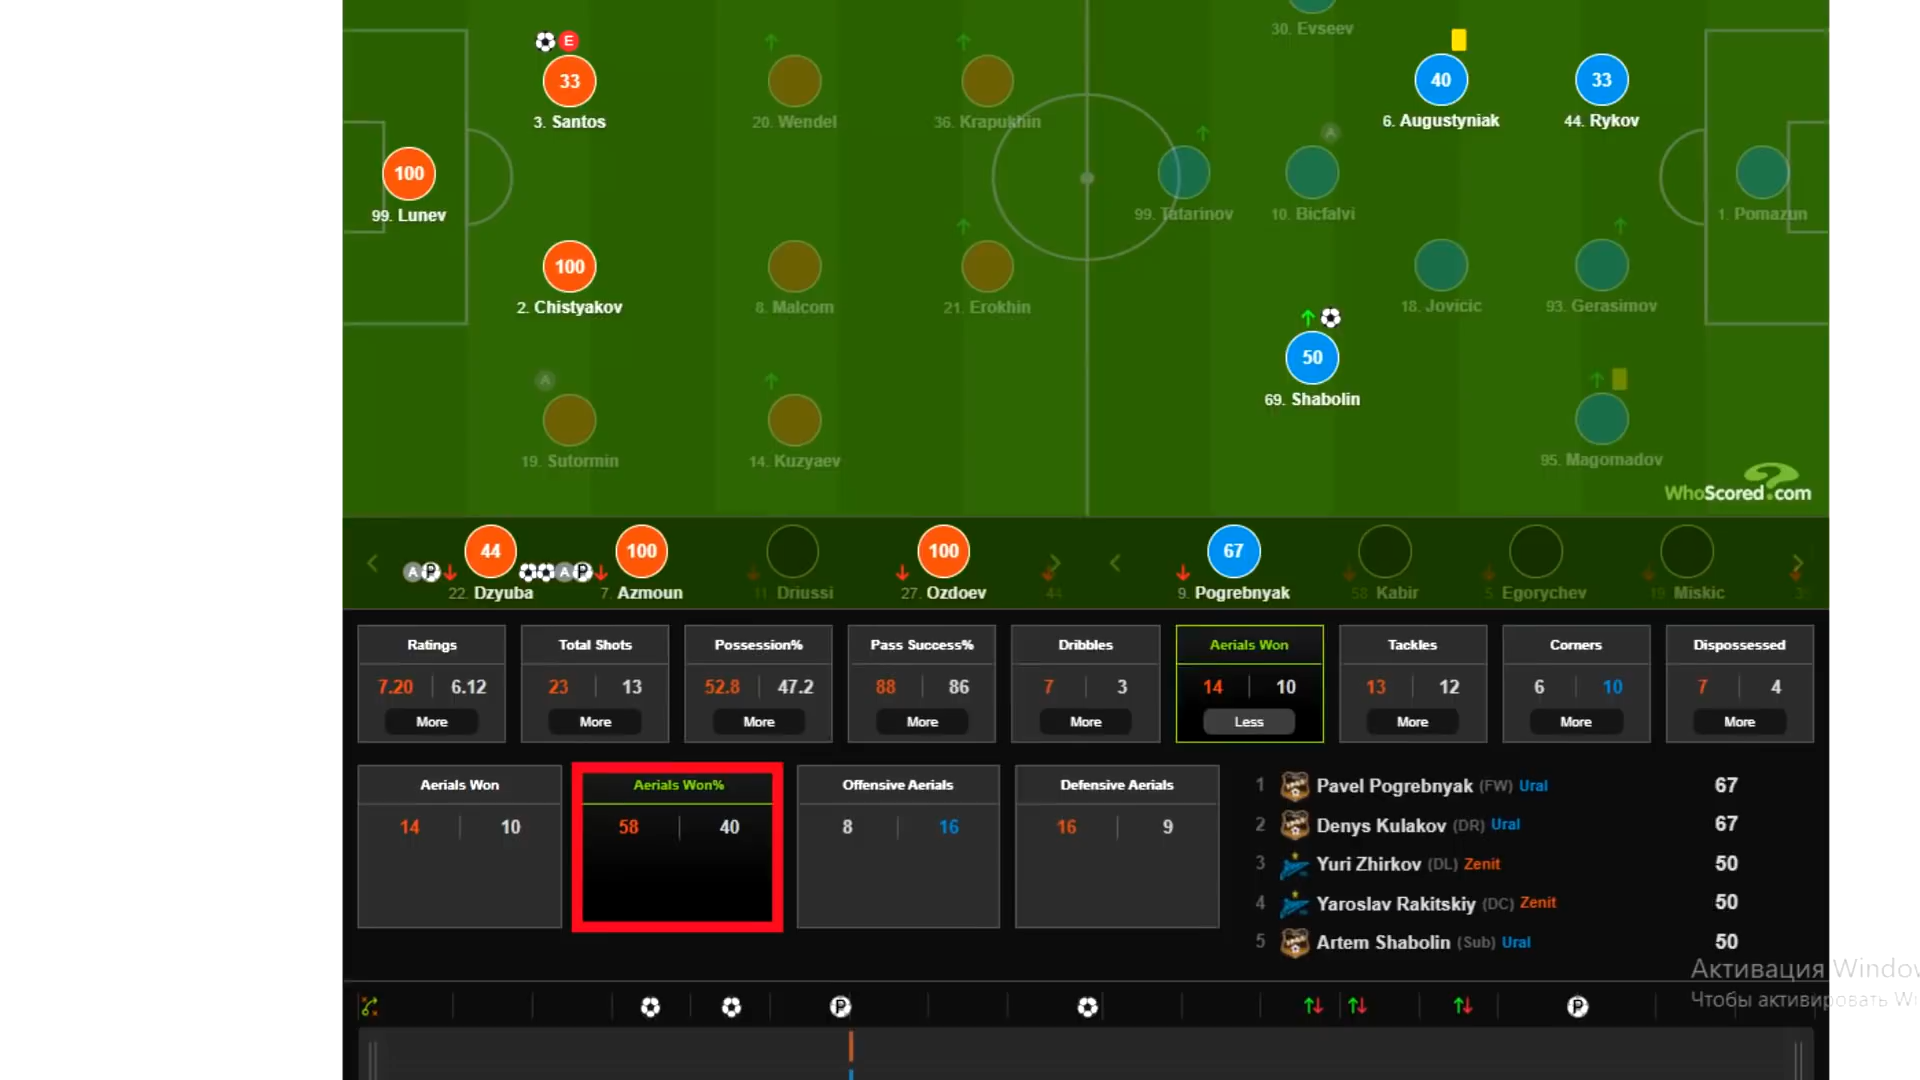 30. Evseev
E
33
40
33
3. Santos
20. Wendel
36. Krapukhin
6. Augustyniak
44. Rykov
100
A
99. Lunev
99. Tatarinov
10. Bicfalvi
1. Pomazun
100
2. Chistyakov
8. Malcom
21. Erokhin
18. Jovicic
93. Gerasimov
50
A
69. Shabolin
19. Sutormin
14. Kuzyaev
95. Magomadov
WhoScored.com
44
100
100
67
A P
A P
22. Dzyuba
7. Azmoun
11 Driussi
27. Ozdoev
44
9. Pogrebnyak
58 Kabir
5 Egorychev
19 Miskic
Ratings
Total Shots
Possession%
Pass Success%
Dribbles
Aerials Won
Tackles
Corners
Dispossessed
7.20 6.12
23 13
52.8 47.2
88 86
7 3
14 10
13 12
6 10
7 4
More
More
More
More
More
Less
More
More
More
Aerials Won
Aerials Won%
Offensive Aerials
Defensive Aerials
14 10
58 40
8 16
16 9
1 Pavel Pogrebnyak (FW) Ural 67
2 Denys Kulakov (DR) Ural 67
3 Yuri Zhirkov (DL) Zenit 50
4 Yaroslav Rakitskiy (DC) Zenit 50
5 Artem Shabolin (Sub) Ural 50
Активация Window
Чтобы активировать Wi
P
P